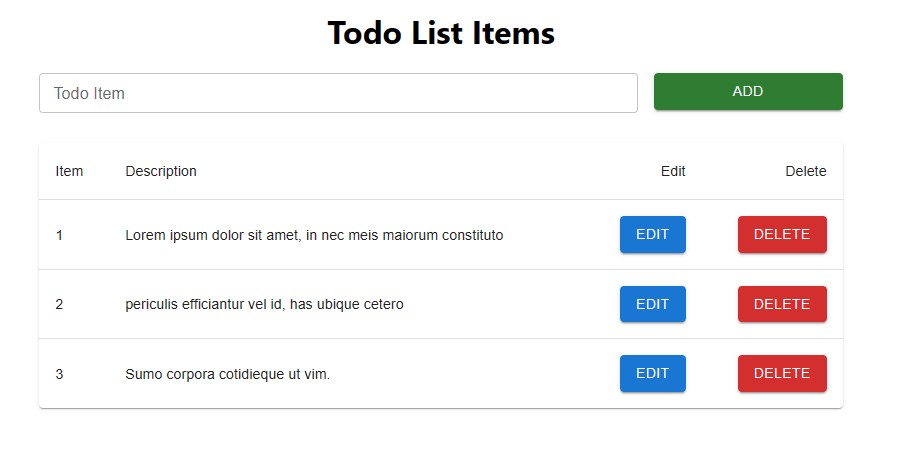 Todo List Items
Todo Item
ADD
Item Description Edit Delete
1 Lorem ipsum dolor sit amet, in nec meis maiorum constituto EDIT DELETE
2 periculis efficiantur vel id, has ubique cetero EDIT DELETE
3 Sumo corpora cotidieque ut vim. EDIT DELETE